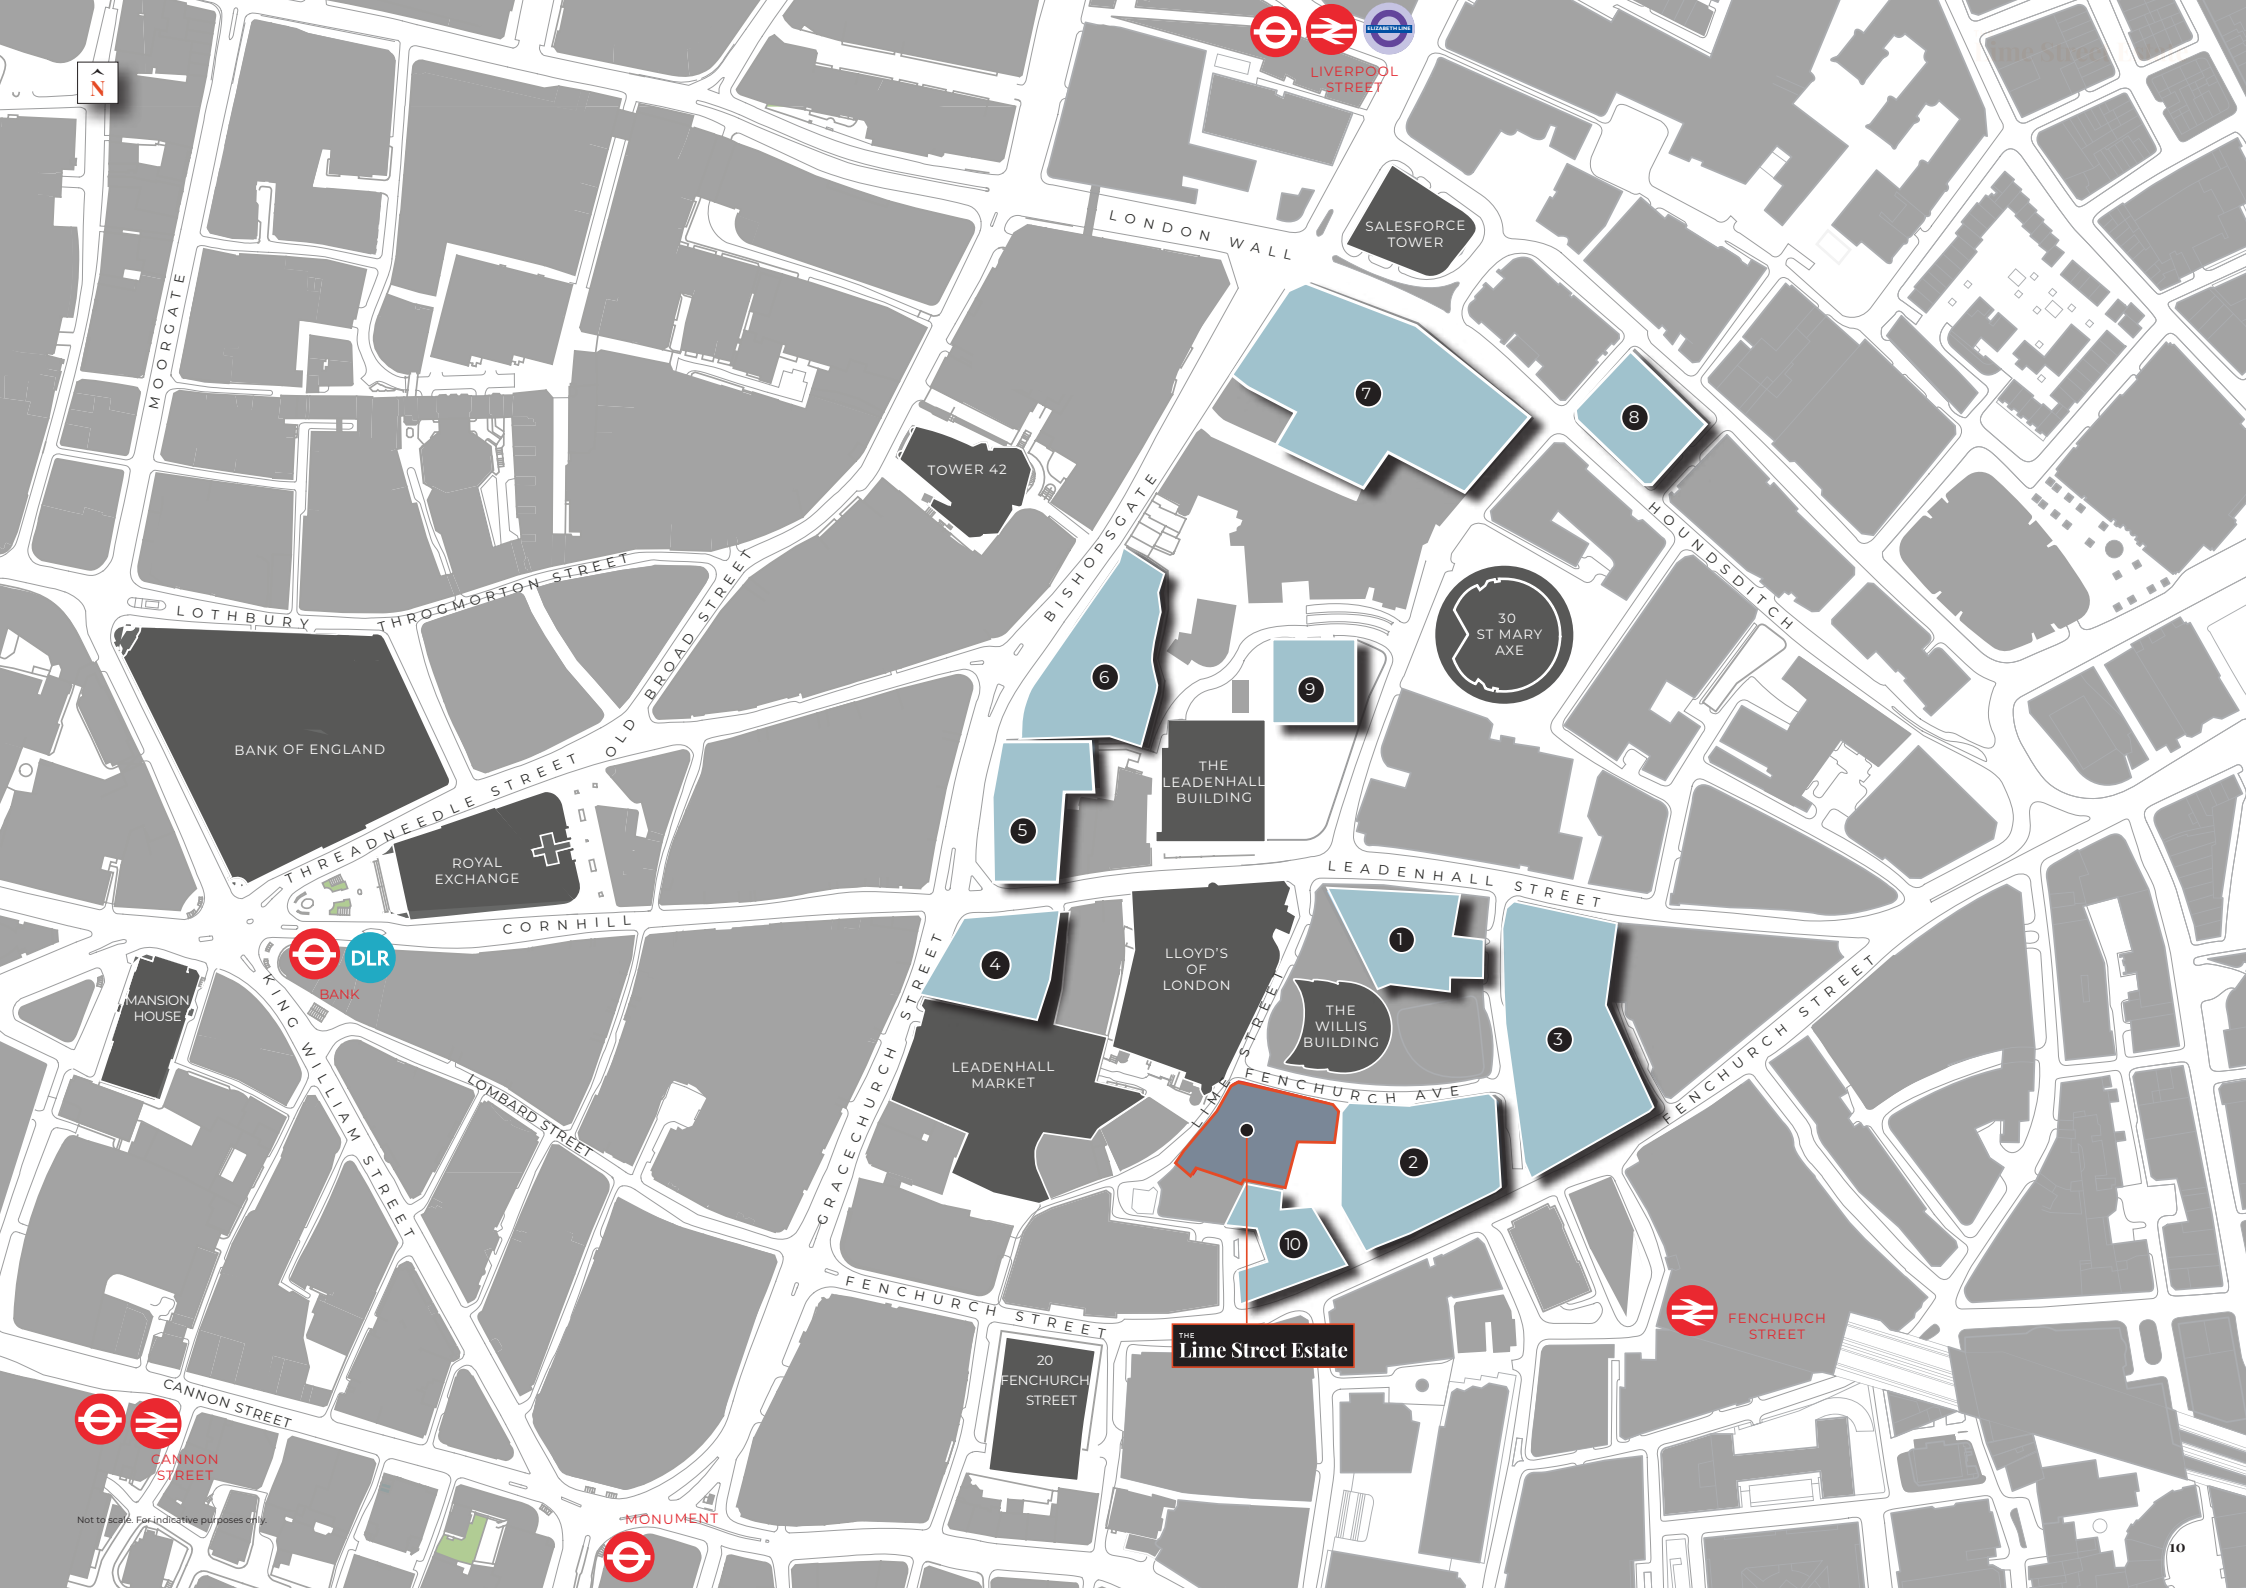 ELIZABETH LINE
LIVERPOOL
STREET
Lime Street
N
LONDON WALL
SALESFORCE
TOWER
MOORGATE
7
8
TOWER 42
BISHOPSGATE
HOUNDSDITCH
THROGMORTON STREET
LOTHBURY
OLD BROAD STREET
30
ST MARY
AXE
6
9
BANK OF ENGLAND
THE
LEADENHALL
BUILDING
THREADNEEDLE STREET
5
ROYAL
EXCHANGE
LEADENHALL STREET
CORNHILL
DLR
BANK
4
LLOYD'S
OF
LONDON
1
MANSION
HOUSE
KING WILLIAM STREET
GRACECHURCH STREET
LIME STREET
THE
WILLIS
BUILDING
3
FENCHURCH STREET
LEADENHALL
MARKET
FENCHURCH AVE
LOMBARD STREET
2
10
FENCHURCH STREET
THE
Lime Street Estate
FENCHURCH
STREET
20
FENCHURCH
STREET
CANNON STREET
CANNON
STREET
MONUMENT
Not to scale. For indicative purposes only.
10